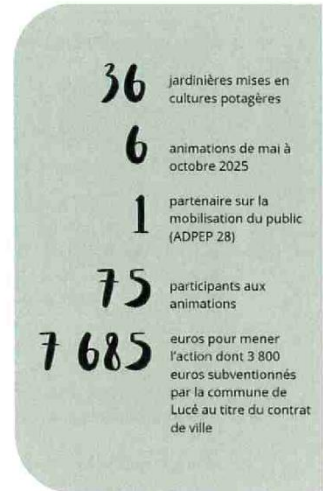 36
jardinières mises en
cultures potagères
6
animations de mai à
octobre 2025
1
partenaire sur la
mobilisation du public
(ADPEP 28)
75
participants aux
animations
7 685
euros pour mener
l'action dont 3 800
euros subventionnés
par la commune de
Lucé au titre du contrat
de ville